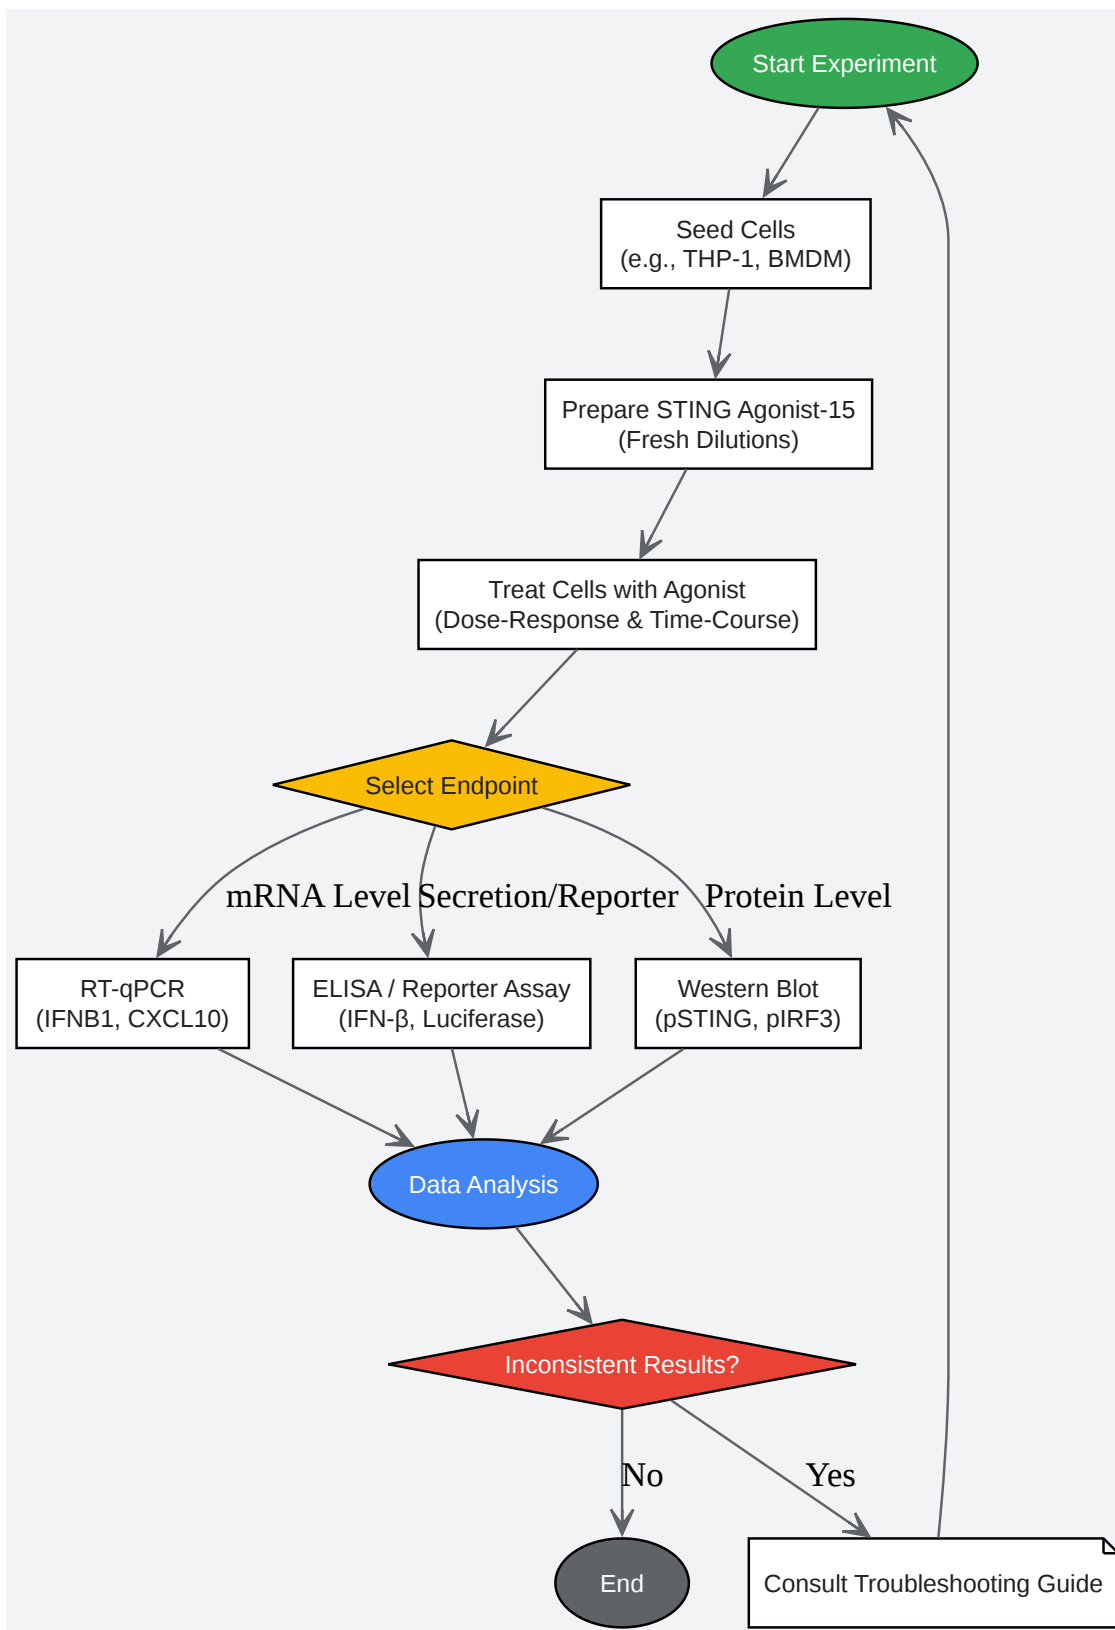 Start Experiment
Seed Cells
(e.g., THP-1, BMDM)
Prepare STING Agonist-15
(Fresh Dilutions)
Treat Cells with Agonist
(Dose-Response & Time-Course)
Select Endpoint
mRNA Level
Secretion/Reporter
Protein Level
RT-qPCR
(IFNB1, CXCL10)
ELISA / Reporter Assay
(IFN-β, Luciferase)
Western Blot
(pSTING, pIRF3)
Data Analysis
Inconsistent Results?
No
Yes
End
Consult Troubleshooting Guide